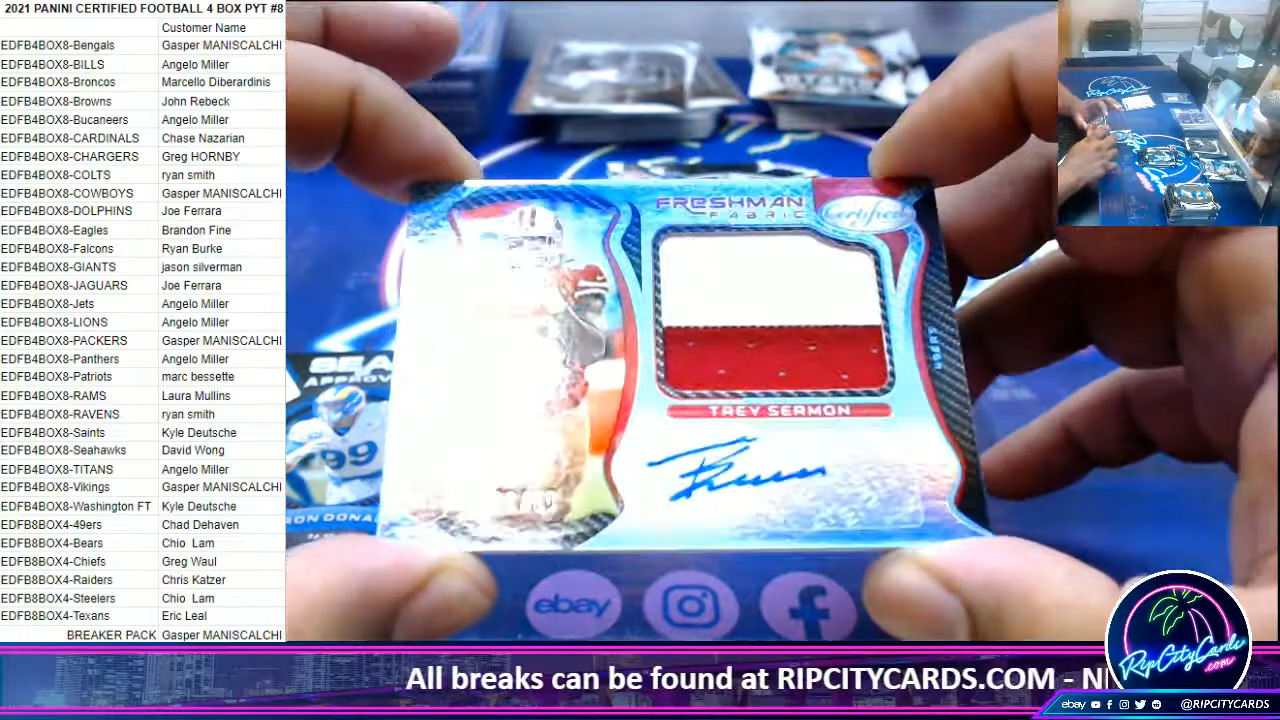 2021 PANINI CERTIFIED FOOTBALL 4 BOX PYT #8
Customer Name
EDFB4BOX8-Bengals Gasper MANISCALCHI
EDFB4BOX8-BILLS Angelo Miller
EDFB4BOX8-Broncos Marcello Diberardinis
EDFB4BOX8-Browns John Rebeck
EDFB4BOX8-Bucaneers Angelo Miller
EDFB4BOX8-CARDINALS Chase Nazarian
EDFB4BOX8-CHARGERS Greg HORNBY
EDFB4BOX8-COLTS ryan smith
EDFB4BOX8-COWBOYS Gasper MANISCALCHI
EDFB4BOX8-DOLPHINS Joe Ferrara
EDFB4BOX8-Eagles Brandon Fine
EDFB4BOX8-Falcons Ryan Burke
EDFB4BOX8-GIANTS jason silverman
EDFB4BOX8-JAGUARS Joe Ferrara
EDFB4BOX8-Jets Angelo Miller
EDFB4BOX8-LIONS Angelo Miller
EDFB4BOX8-PACKERS Gasper MANISCALCHI
EDFB4BOX8-Panthers Angelo Miller
EDFB4BOX8-Patriots marc bessette
EDFB4BOX8-RAMS Laura Mullins
EDFB4BOX8-RAVENS ryan smith
EDFB4BOX8-Saints Kyle Deutsche
EDFB4BOX8-Seahawks David Wong
EDFB4BOX8-TITANS Angelo Miller
EDFB4BOX8-Vikings Gasper MANISCALCHI
EDFB4BOX8-Washington FT Kyle Deutsche
EDFB8BOX4-49ers Chad Dehaven
EDFB8BOX4-Bears Chio Lam
EDFB8BOX4-Chiefs Greg Waul
EDFB8BOX4-Raiders Chris Katzer
EDFB8BOX4-Steelers Chio Lam
EDFB8BOX4-Texans Eric Leal
BREAKER PACK Gasper MANISCALCHI
FRESHMAN
FABRIC
Certified
49ERS
TREY SERMON
SEA
APPROV
99
ON DONA
ebay
f
All breaks can be found at RIPCITYCARDS.COM - N
RipCityCards
.com
ebay @RIPCITYCARDS